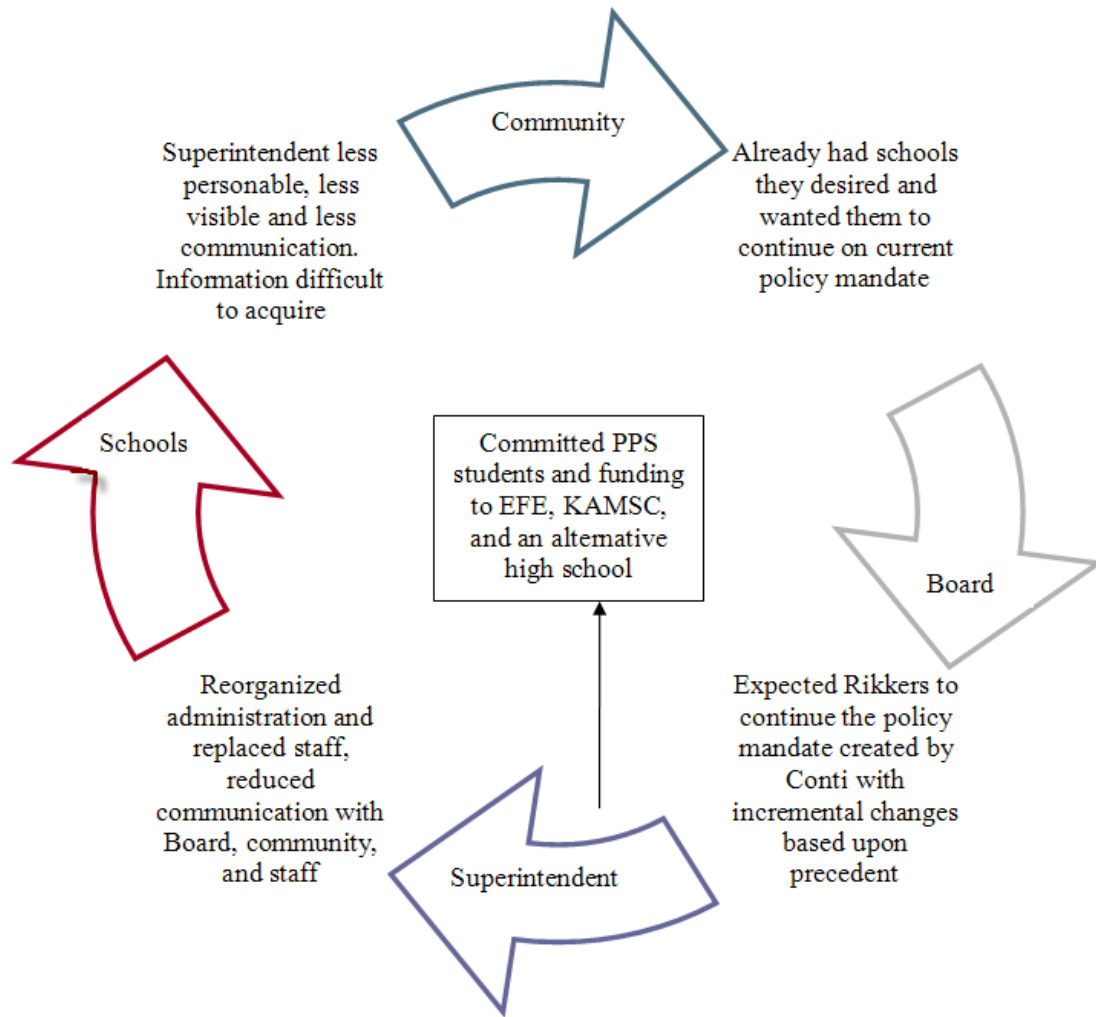 Community
Superintendent less
personable, less
visible and less
communication.
Information difficult
to acquire
Already had schools
they desired and
wanted them to
continue on current
policy mandate
Schools
Committed PPS
students and funding
to EFE, KAMSC,
and an alternative
high school
Board
Reorganized
administration and
replaced staff,
reduced
communication with
Board, community,
and staff
Expected Rikkers to
continue the policy
mandate created by
Conti with
incremental changes
based upon
precedent
Superintendent